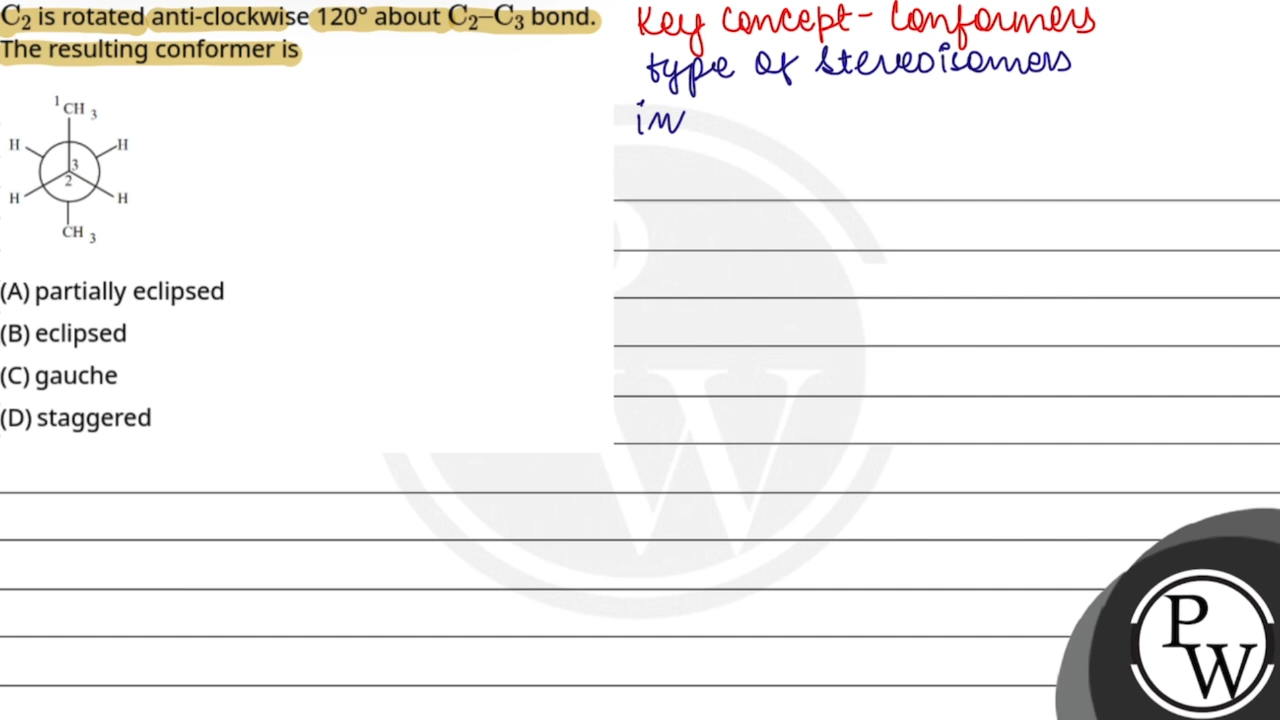 C₂ is rotated anti-clockwise 120° about C₂–C₃ bond.
The resulting conformer is
¹CH₃
H H
3
2
H H
CH₃
(A) partially eclipsed
(B) eclipsed
(C) gauche
(D) staggered
Key Concept - Conformers
type of Stereoisomers
in
P
W
PW